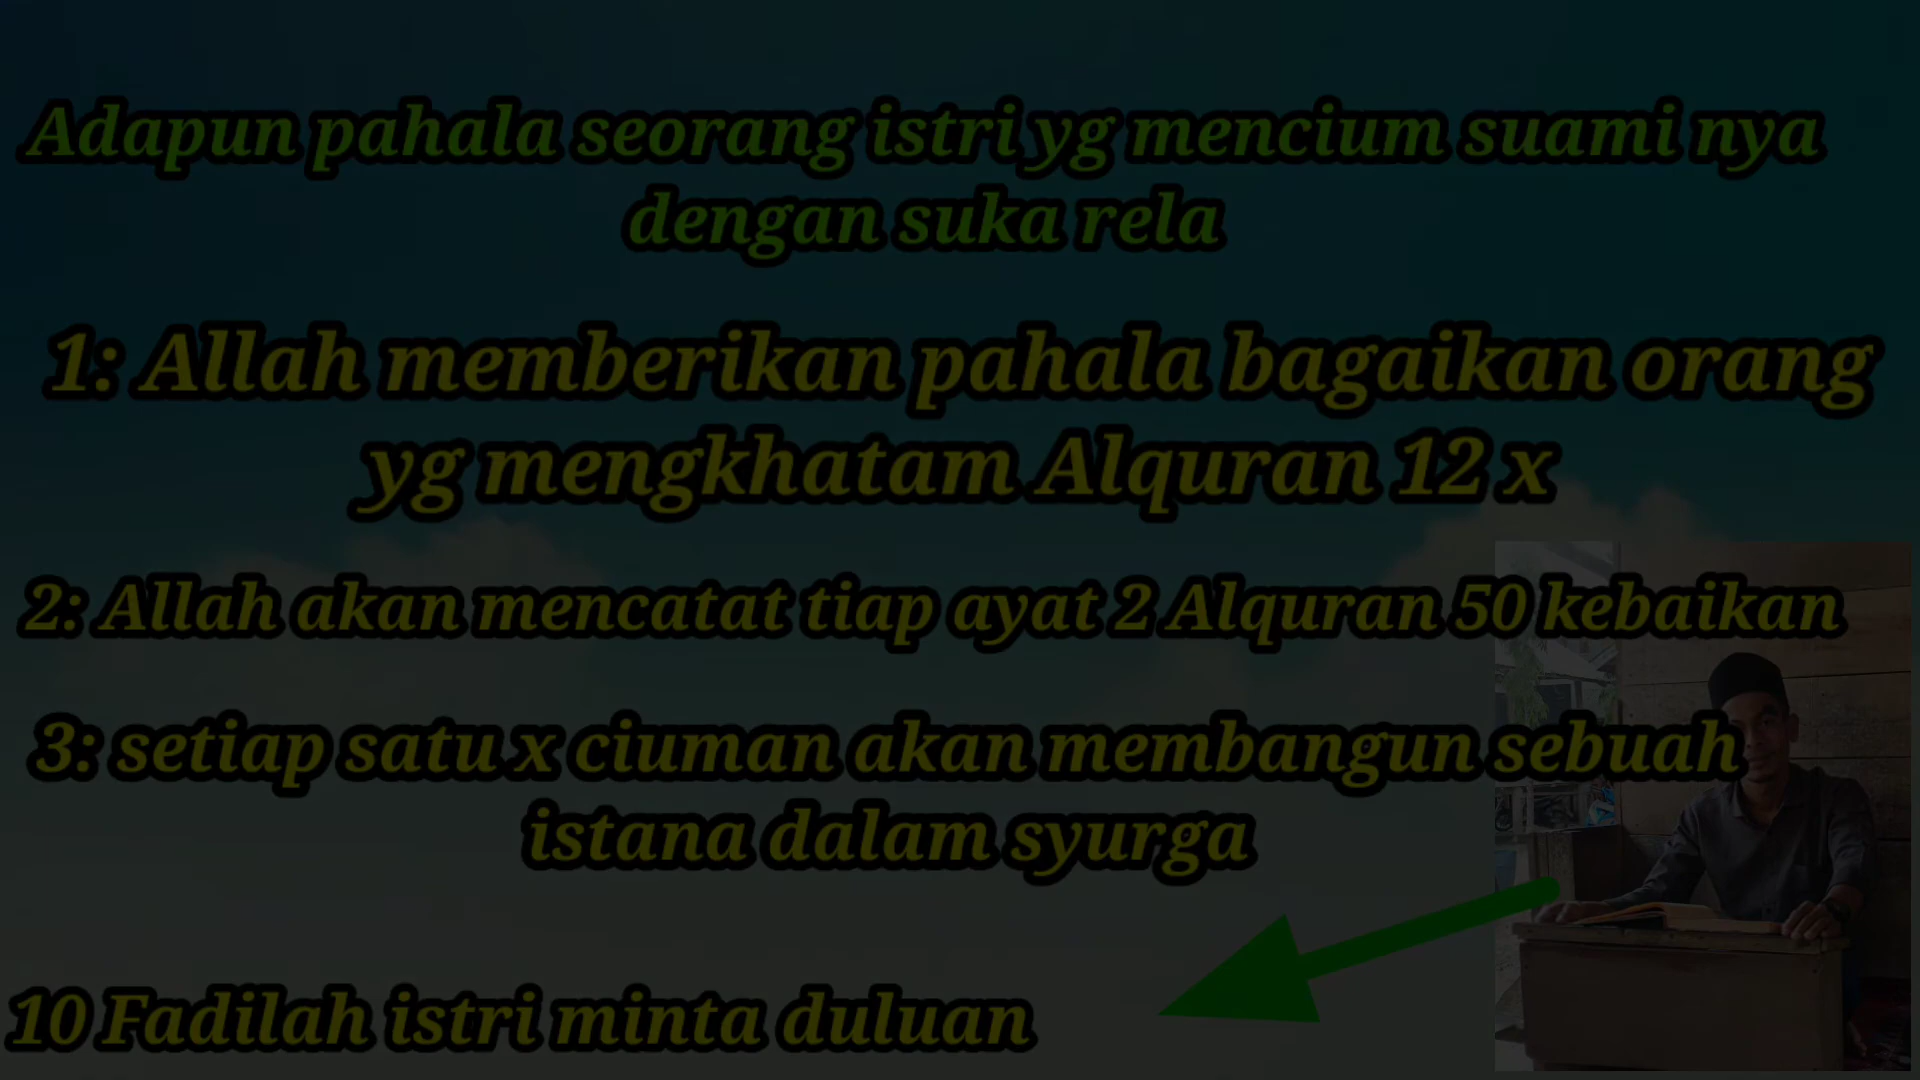 Adapun pahala seorang istri yg mencium suami nya
dengan suka rela
1: Allah memberikan pahala bagaikan orang
yg mengkhatam Alquran 12 x
2: Allah akan mencatat tiap ayat 2 Alquran 50 kebaikan
3: setiap satu x ciuman akan membangun sebuah
istana dalam syurga
10 Fadilah istri minta duluan